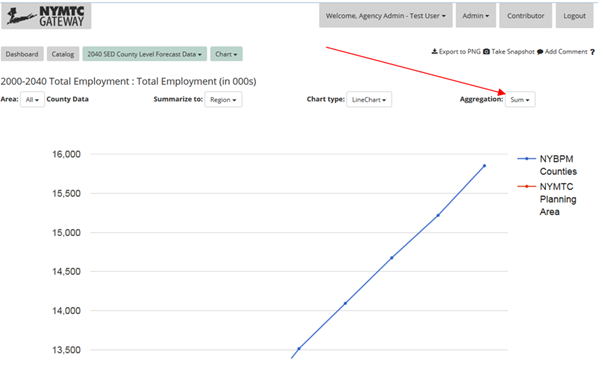 NYMTC
GATEWAY
Welcome, Agency Admin - Test User
Admin
Contributor
Logout
Dashboard
Catalog
2040 SED County Level Forecast Data
Chart
Export to PNG Take Snapshot Add Comment ?
2000-2040 Total Employment : Total Employment (in 000s)
Area: All County Data
Summarize to: Region
Chart type: LineChart
Aggregation: Sum
16,000
15,500
15,000
14,500
14,000
13,500
NYBPM
Counties
NYMTC
Planning
Area